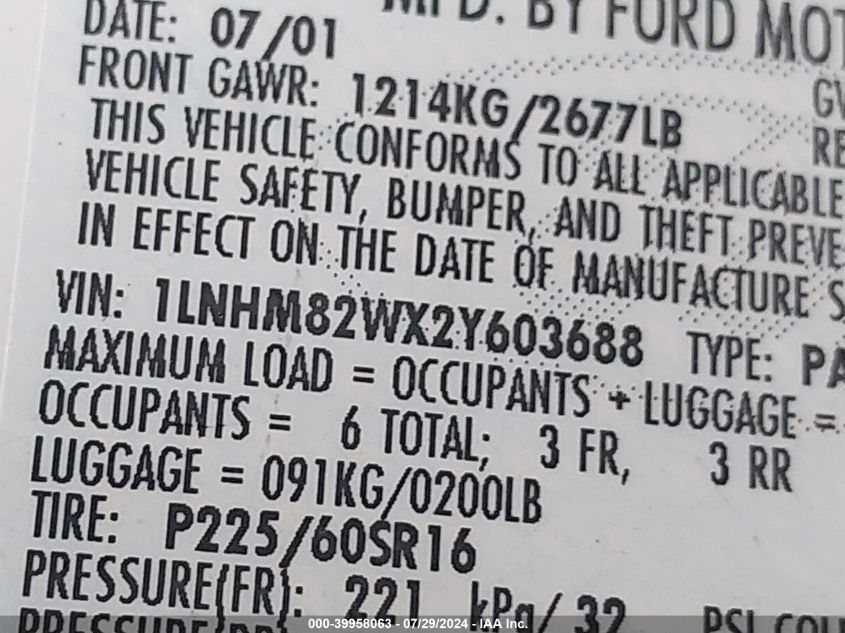 MFD. BY FORD MOT
DATE: 07/01
GV
FRONT GAWR: 1214KG/2677LB
RE
THIS VEHICLE CONFORMS TO ALL APPLICABLE
VEHICLE SAFETY, BUMPER, AND THEFT PREVE
IN EFFECT ON THE DATE OF MANUFACTURE S
VIN: 1LNHM82WX2Y603688 TYPE: PA
MAXIMUM LOAD = OCCUPANTS + LUGGAGE =
OCCUPANTS = 6 TOTAL; 3 FR, 3 RR
LUGGAGE = 091KG/0200LB
TIRE: P225/60SR16
PRESSURE(FR): 221 kPa/ 32 PSI COL
000-39958063 - 07/29/2024 - IAA Inc.